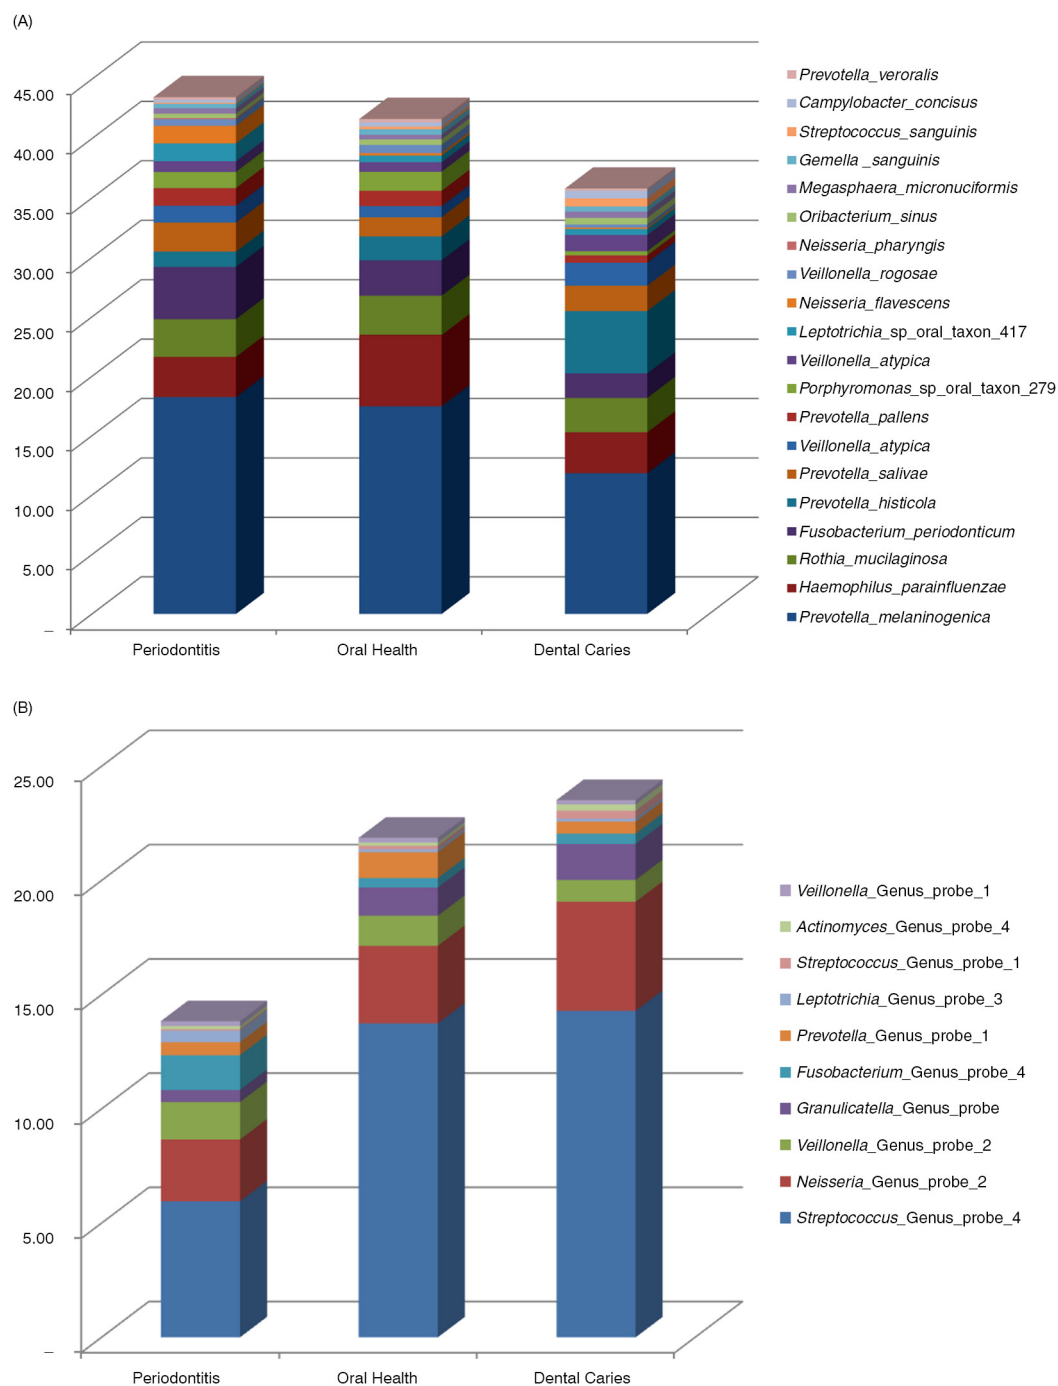 (A)
45.00
40.00
35.00
30.00
25.00
20.00
15.00
10.00
5.00
–
Periodontitis
Oral Health
Dental Caries
Prevotella_veroralis
Campylobacter_concisus
Streptococcus_sanguinis
Gemella _sanguinis
Megasphaera_micronuciformis
Oribacterium_sinus
Neisseria_pharyngis
Veillonella_rogosae
Neisseria_flavescens
Leptotrichia_sp_oral_taxon_417
Veillonella_atypica
Porphyromonas_sp_oral_taxon_279
Prevotella_pallens
Veillonella_atypica
Prevotella_salivae
Prevotella_histicola
Fusobacterium_periodonticum
Rothia_mucilaginosa
Haemophilus_parainfluenzae
Prevotella_melaninogenica
(B)
25.00
20.00
15.00
10.00
5.00
–
Periodontitis
Oral Health
Dental Caries
Veillonella_Genus_probe_1
Actinomyces_Genus_probe_4
Streptococcus_Genus_probe_1
Leptotrichia_Genus_probe_3
Prevotella_Genus_probe_1
Fusobacterium_Genus_probe_4
Granulicatella_Genus_probe
Veillonella_Genus_probe_2
Neisseria_Genus_probe_2
Streptococcus_Genus_probe_4